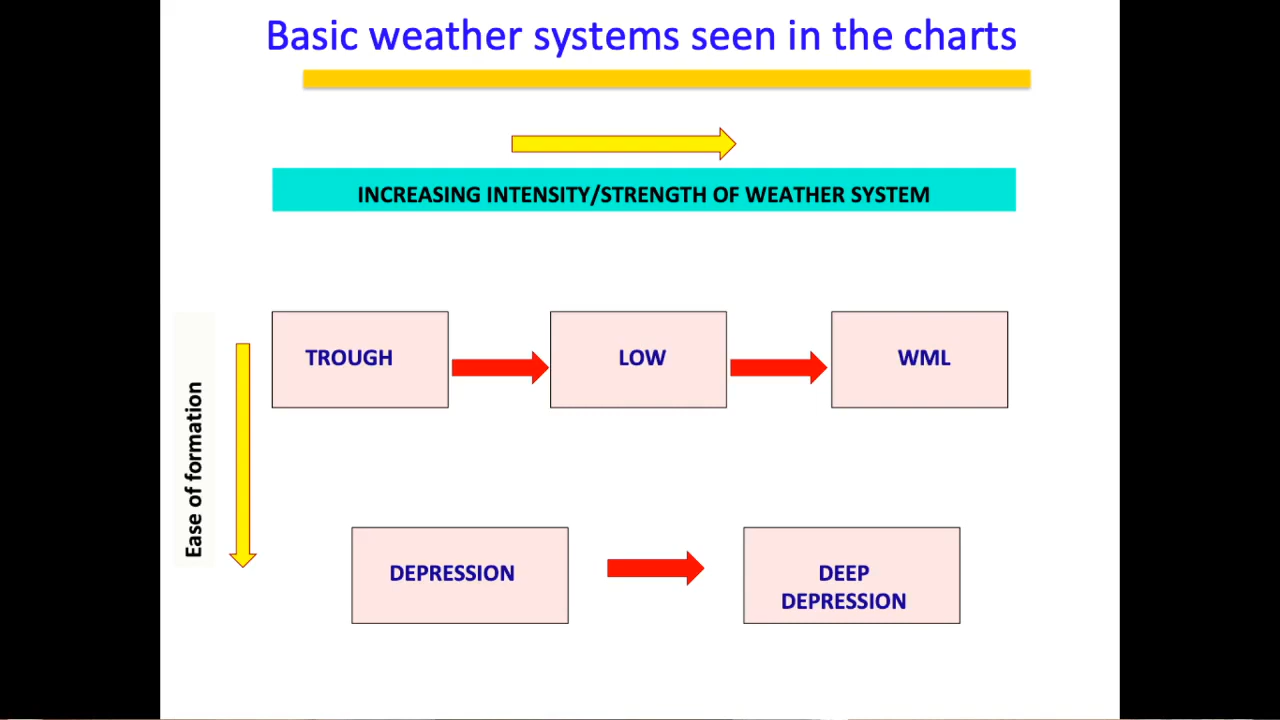 Basic weather systems seen in the charts
INCREASING INTENSITY/STRENGTH OF WEATHER SYSTEM
Ease of formation
TROUGH
LOW
WML
DEPRESSION
DEEP
DEPRESSION